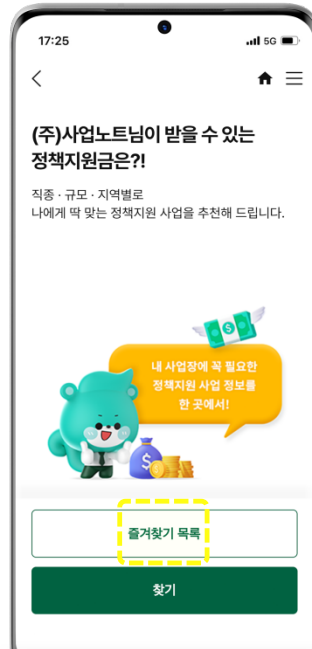 17:25
5G
(주)사업노트님이 받을 수 있는
정책지원금은?!
직종 · 규모 · 지역별로
나에게 딱 맞는 정책지원 사업을 추천해 드립니다.
내 사업장에 꼭 필요한
정책지원 사업 정보를
한 곳에서!
즐겨찾기 목록
찾기